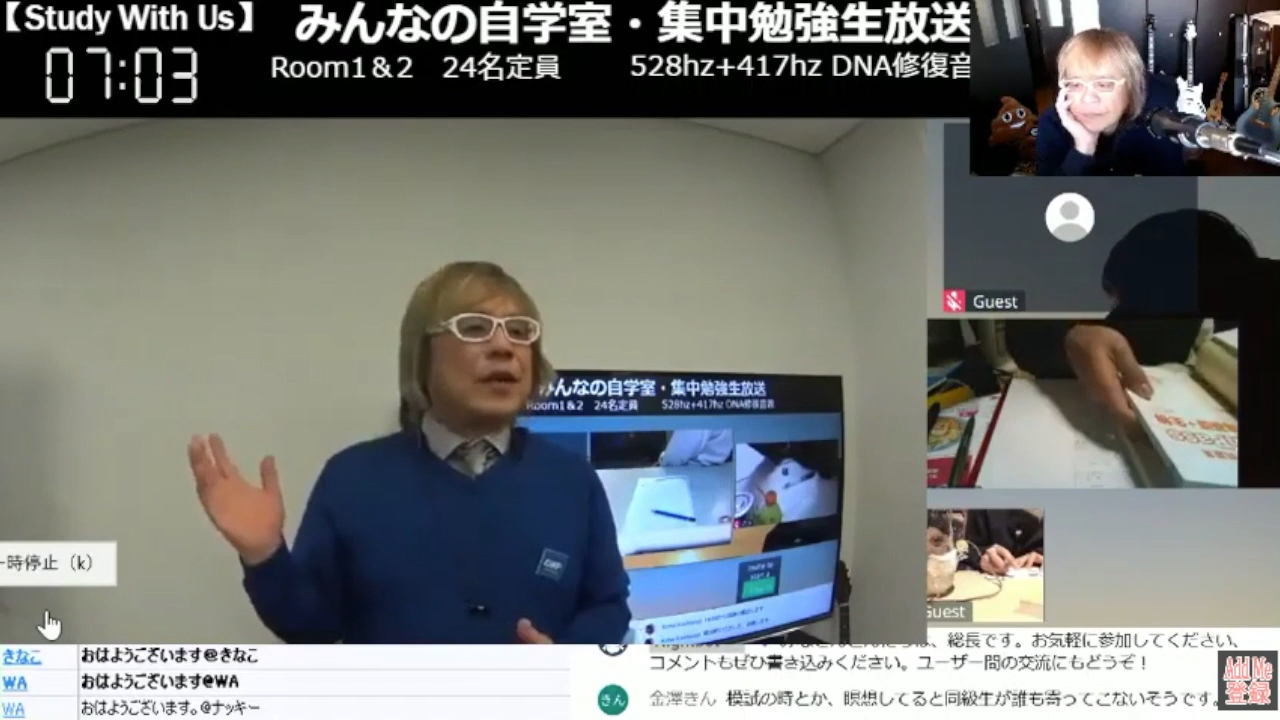 【Study With Us】
みんなの自学室・集中勉強生放送
07:03
Room1＆2　24名定員　528hz+417hz DNA修復音
Guest
みんなの自学室・集中勉強生放送
Room1＆2　24名定員　528hz+417hz DNA修復音
一時停止（k）
Guest
きなこ　おはようございます@きなこ
WA　おはようございます@WA
WA　おはようございます。@ナッキー
総長です。お気軽に参加してください、
コメントもぜひ書き込みください。ユーザー間の交流にもどうぞ！
きん　金澤きん　模試の時とか、瞑想してると同級生が誰も寄ってこないそうです。
Add Me
登録